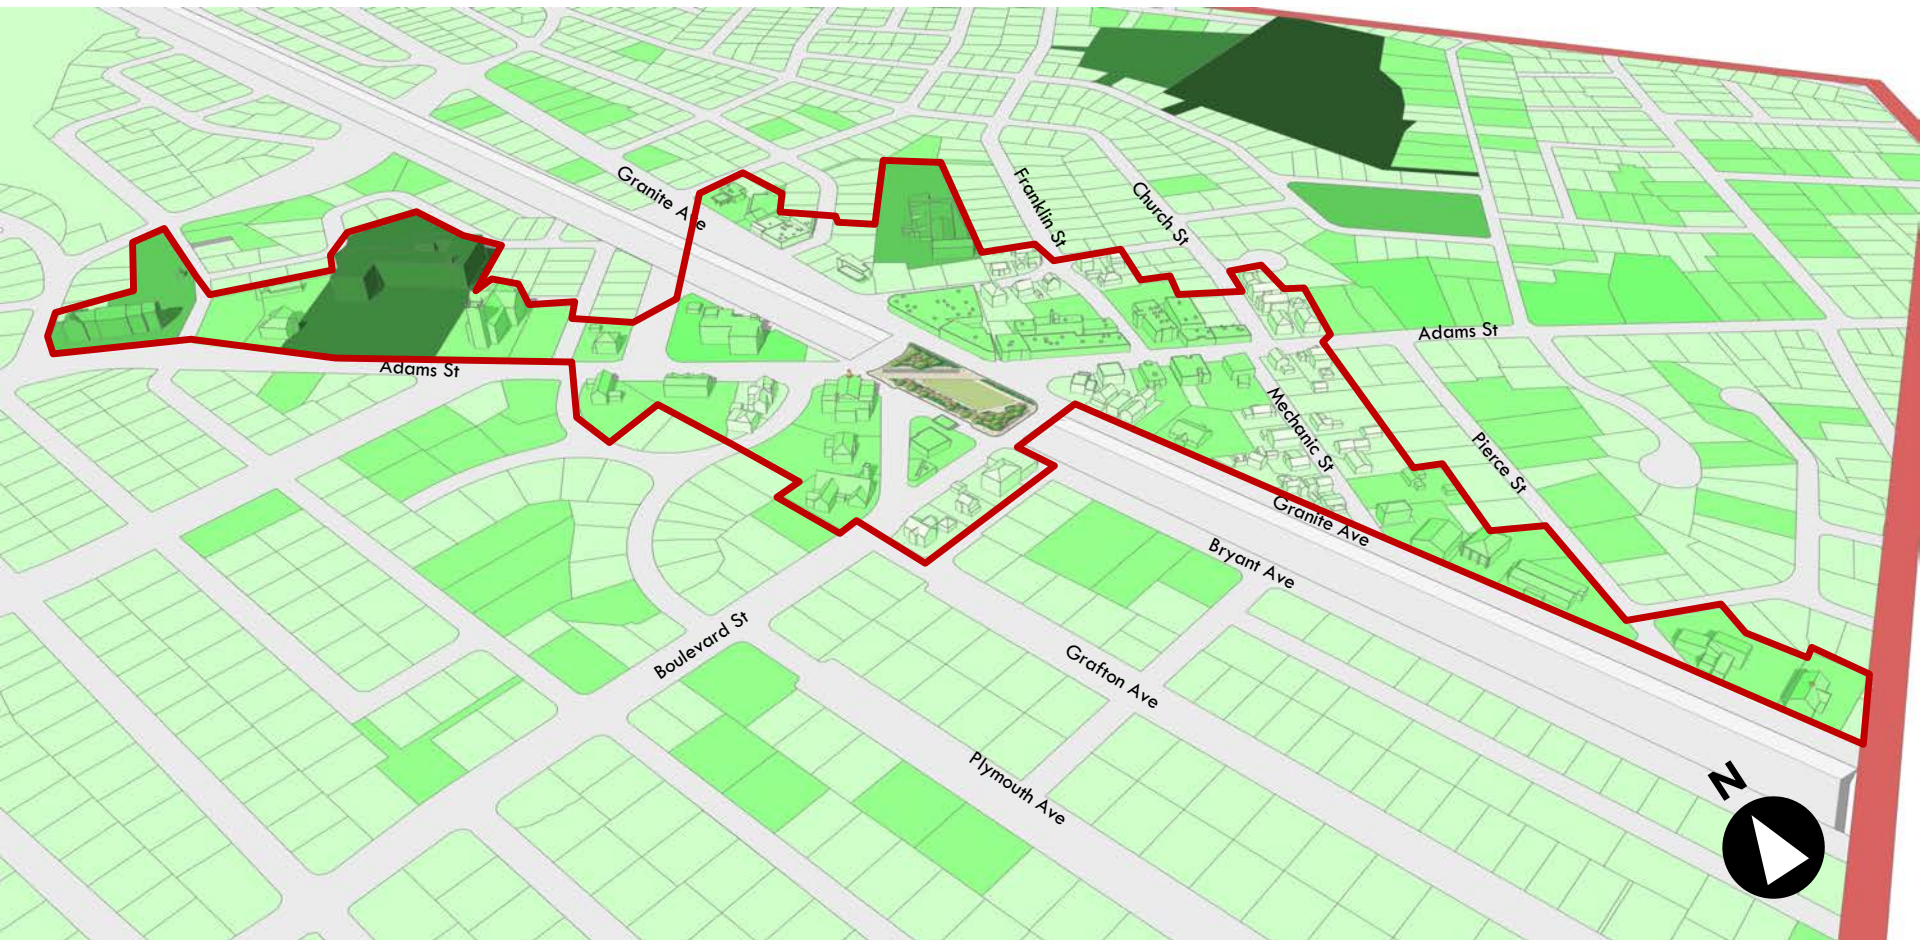 Granite Ave
Franklin St
Church St
Adams St
Adams St
Mechanic St
Pierce St
Granite Ave
Bryant Ave
Boulevard St
Grafton Ave
Plymouth Ave
N